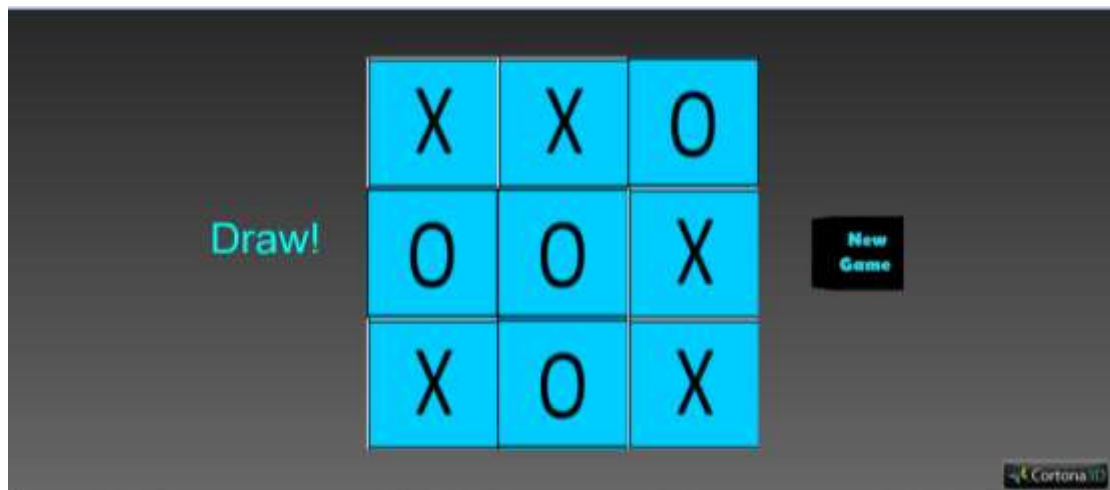 X X O
Draw!
O O X
New
Game
X O X
Cortona3D